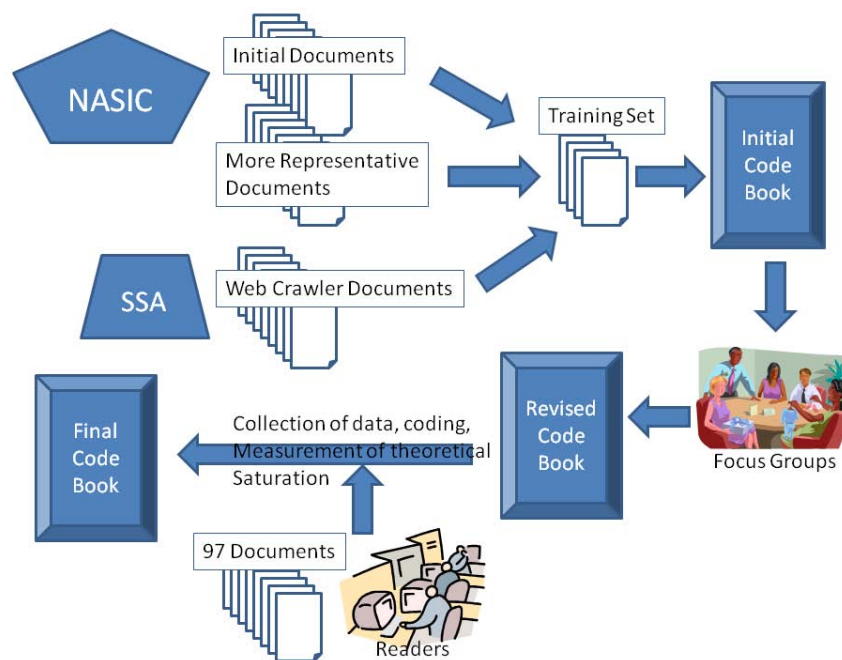 NASIC
Initial Documents
More Representative
Documents
Training Set
Initial
Code
Book
SSA
Web Crawler Documents
Focus Groups
Revised
Code
Book
Collection of data, coding,
Measurement of theoretical
Saturation
Final
Code
Book
97 Documents
Readers